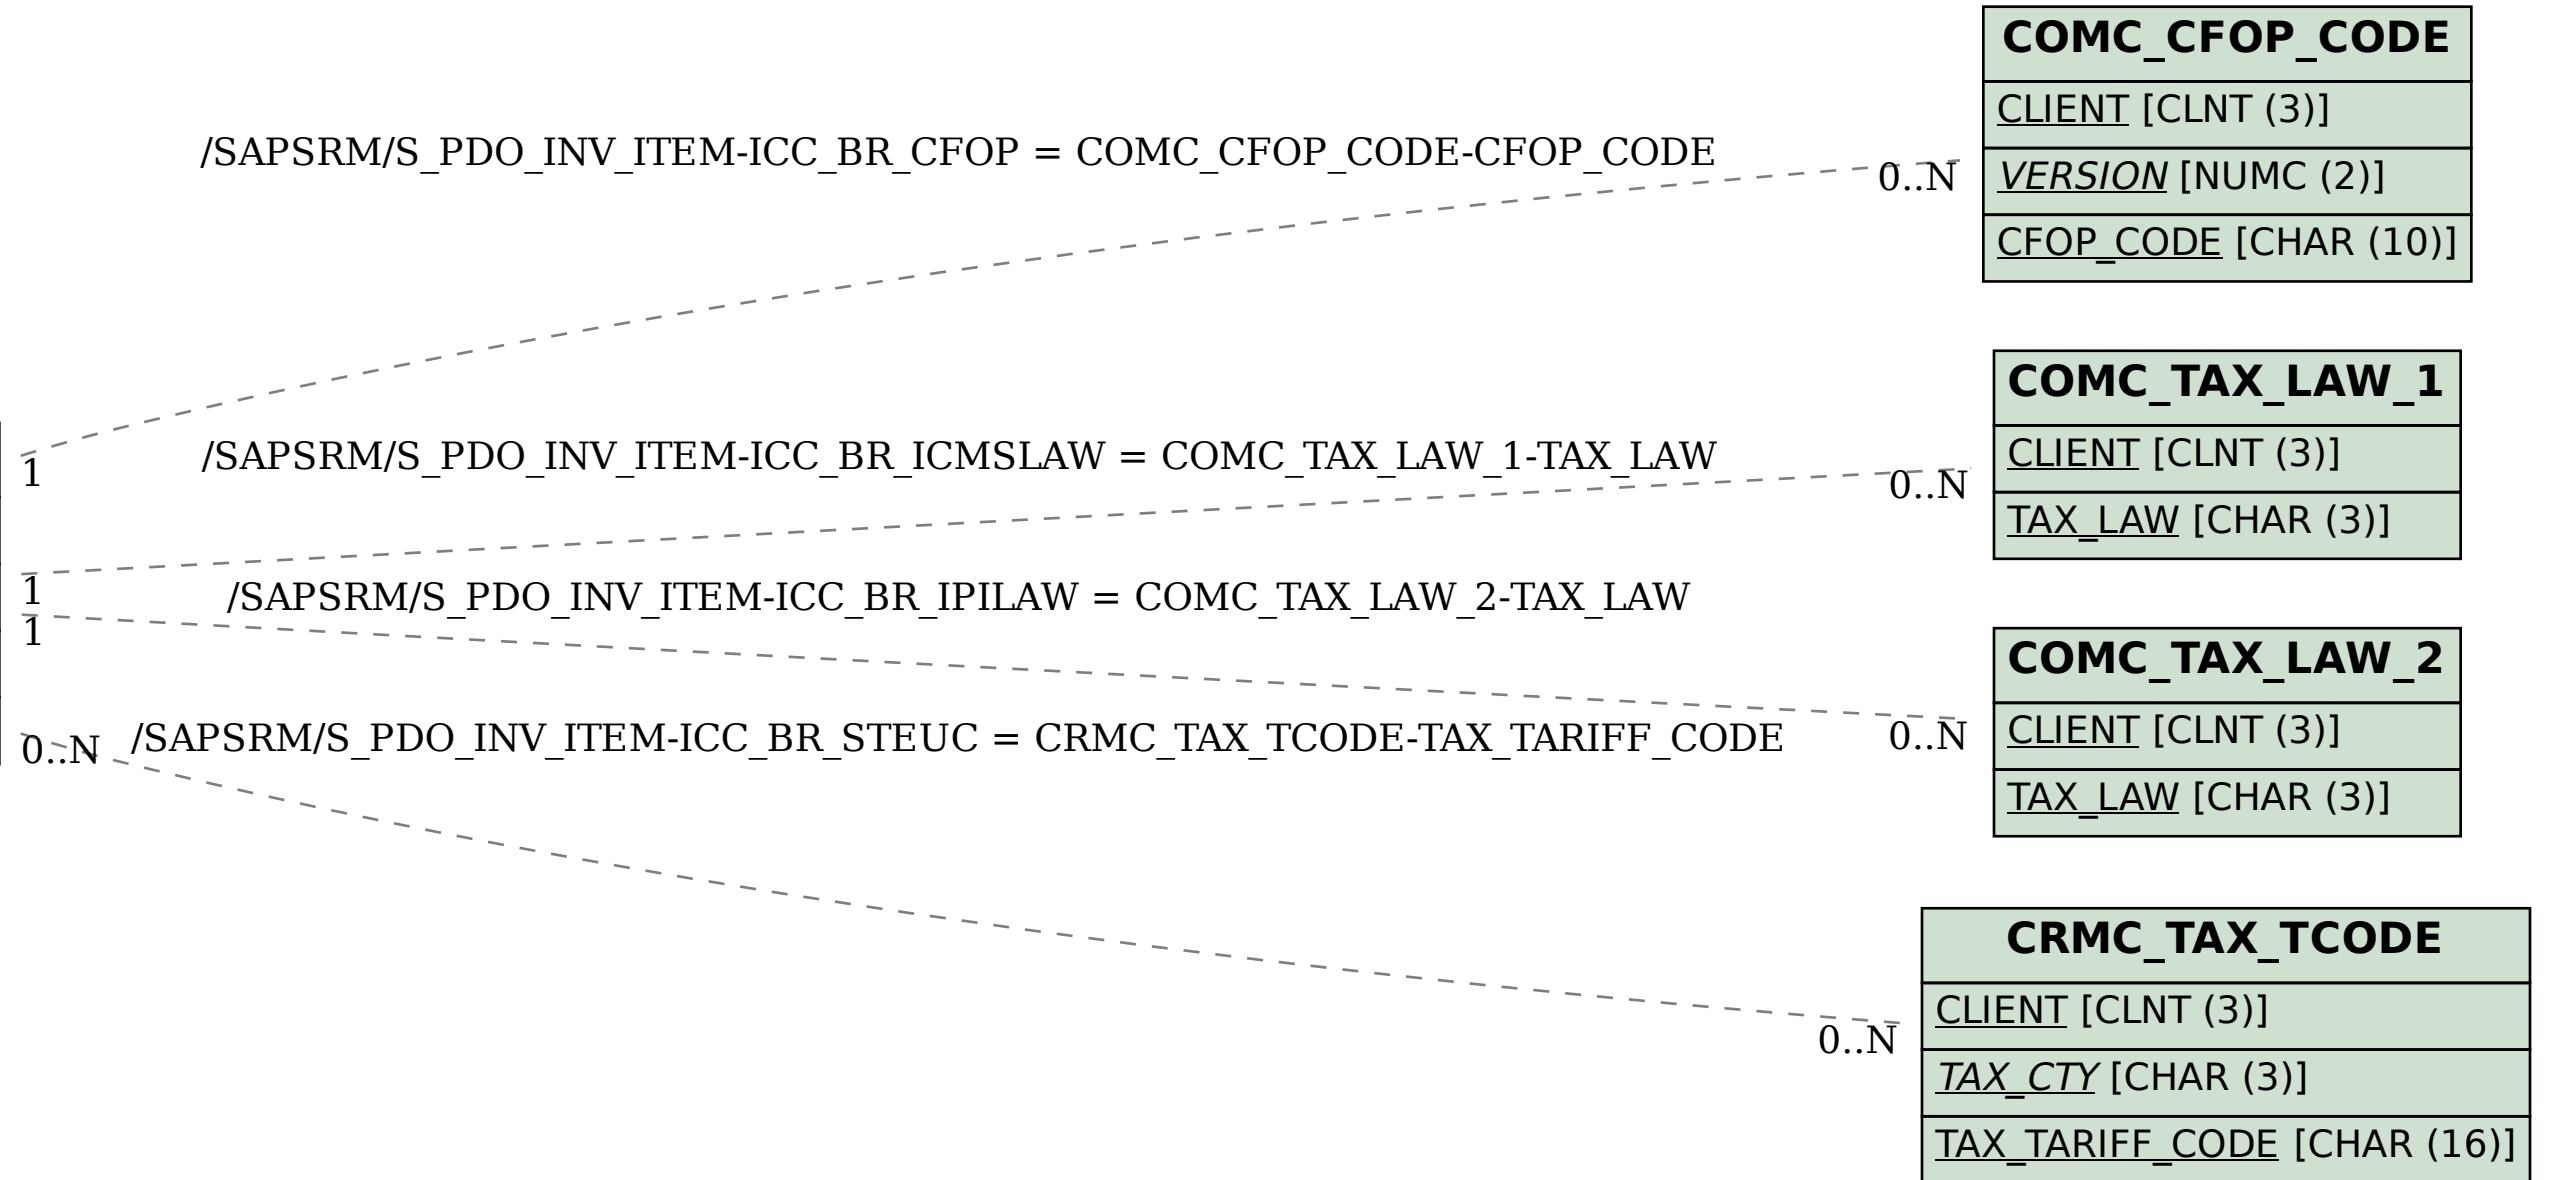 COMC_CFOP_CODE
CLIENT [CLNT (3)]
VERSION [NUMC (2)]
CFOP_CODE [CHAR (10)]
/SAPSRM/S_PDO_INV_ITEM-ICC_BR_CFOP = COMC_CFOP_CODE-CFOP_CODE
0..N
1
COMC_TAX_LAW_1
CLIENT [CLNT (3)]
TAX_LAW [CHAR (3)]
/SAPSRM/S_PDO_INV_ITEM-ICC_BR_ICMSLAW = COMC_TAX_LAW_1-TAX_LAW
0..N
1
/SAPSRM/S_PDO_INV_ITEM-ICC_BR_IPILAW = COMC_TAX_LAW_2-TAX_LAW
1
0..N
COMC_TAX_LAW_2
CLIENT [CLNT (3)]
TAX_LAW [CHAR (3)]
0..N
/SAPSRM/S_PDO_INV_ITEM-ICC_BR_STEUC = CRMC_TAX_TCODE-TAX_TARIFF_CODE
0..N
CRMC_TAX_TCODE
CLIENT [CLNT (3)]
TAX_CTY [CHAR (3)]
TAX_TARIFF_CODE [CHAR (16)]